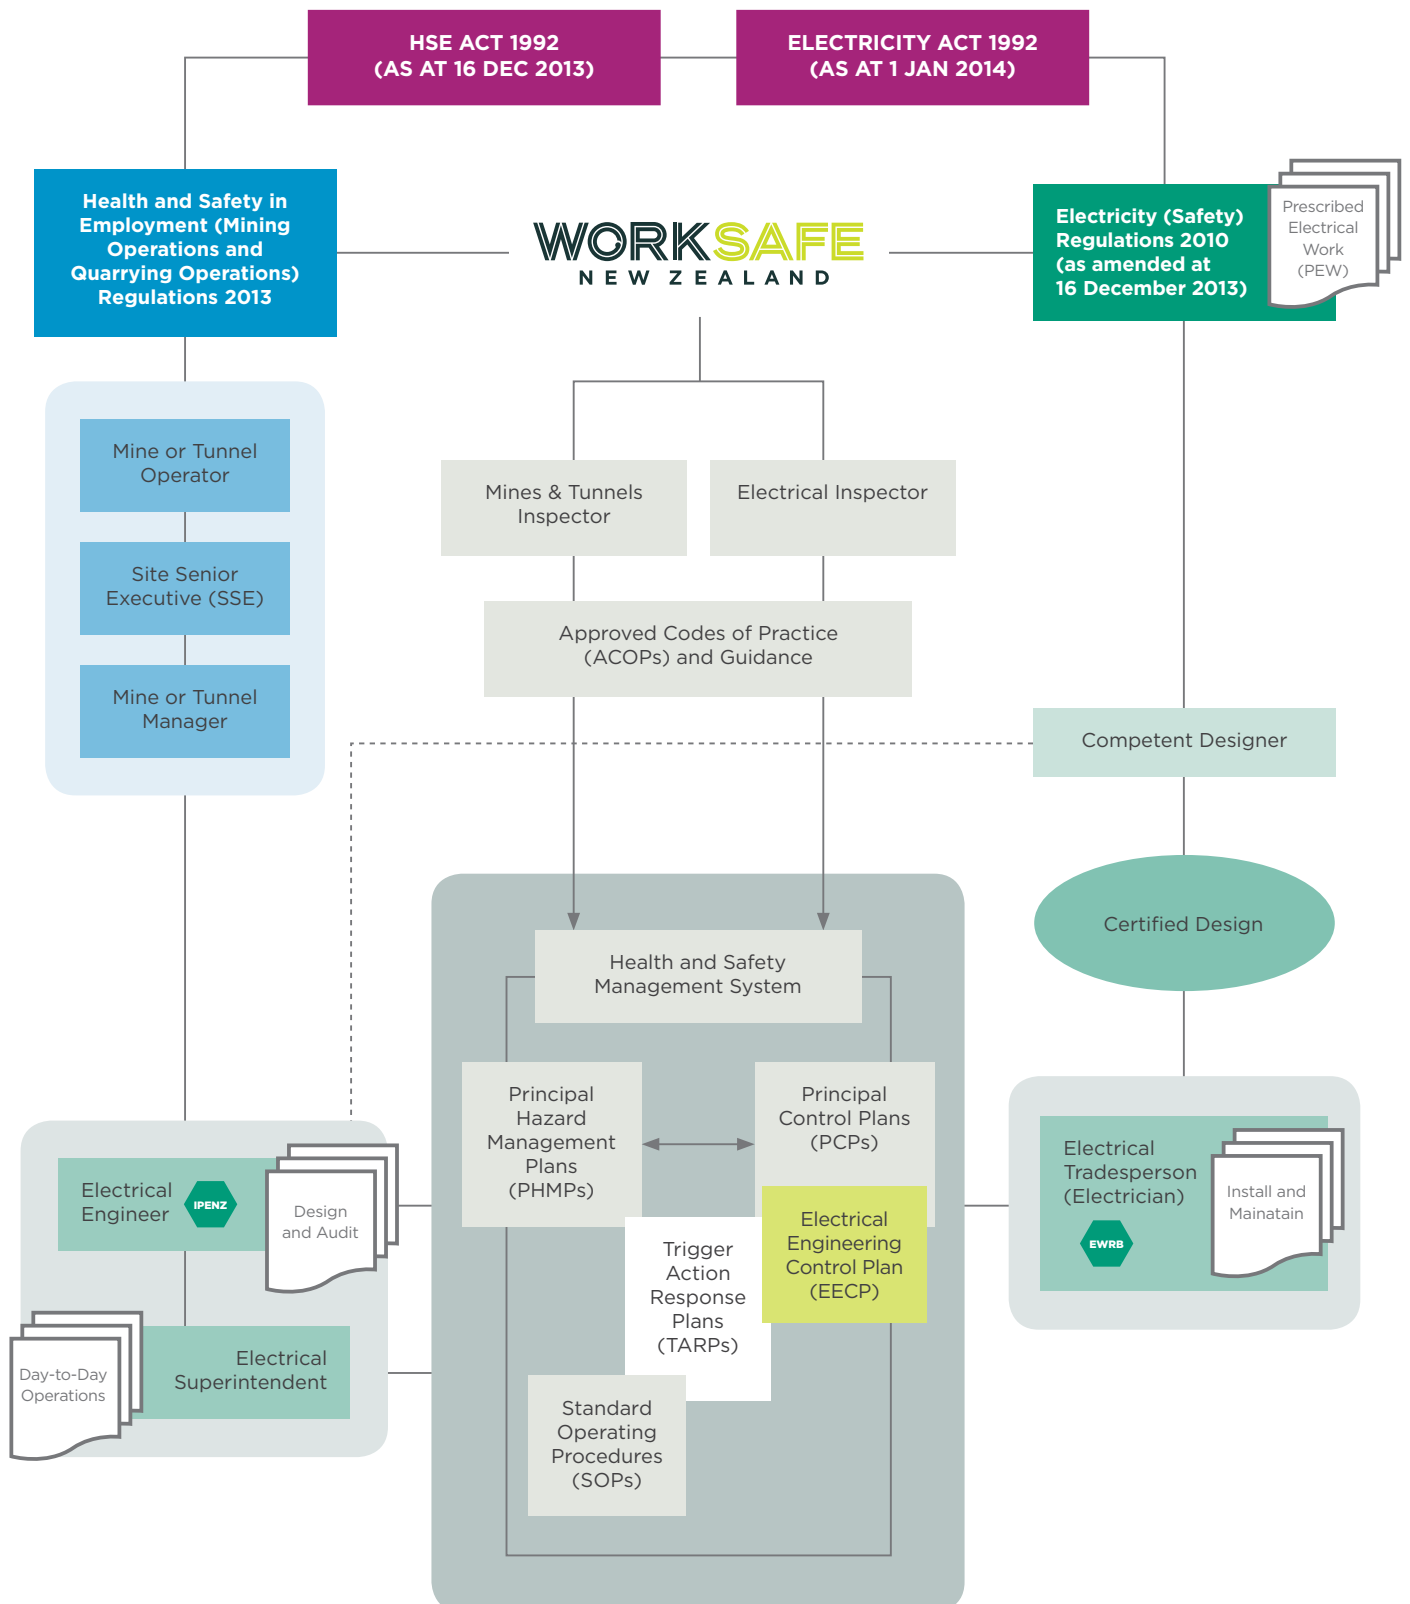 HSE ACT 1992
(AS AT 16 DEC 2013)
ELECTRICITY ACT 1992
(AS AT 1 JAN 2014)
Health and Safety in
Employment (Mining
Operations and
Quarrying Operations)
Regulations 2013
WORKSAFE
NEW ZEALAND
Electricity (Safety)
Regulations 2010
(as amended at
16 December 2013)
Prescribed
Electrical
Work
(PEW)
Mine or Tunnel
Operator
Site Senior
Executive (SSE)
Mine or Tunnel
Manager
Mines & Tunnels
Inspector
Electrical Inspector
Approved Codes of Practice
(ACOPs) and Guidance
Competent Designer
Certified Design
Health and Safety
Management System
Principal
Hazard
Management
Plans
(PHMPs)
Principal
Control Plans
(PCPs)
Electrical
Engineering
Control Plan
(EECP)
Trigger
Action
Response
Plans
(TARPs)
Standard
Operating
Procedures
(SOPs)
Electrical
Engineer
IPENZ
Design
and Audit
Electrical
Superintendent
Day-to-Day
Operations
Electrical
Tradesperson
(Electrician)
EWRB
Install and
Mainatain